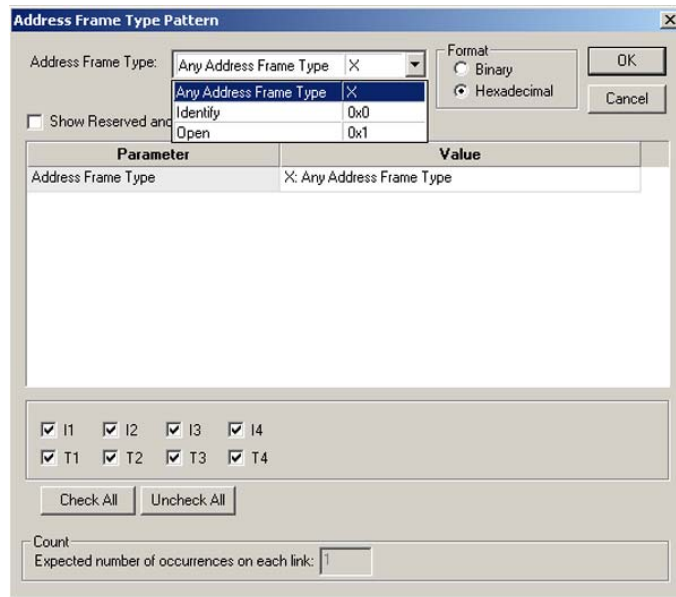 Address Frame Type Pattern
Address Frame Type: Any Address Frame Type X
Format
Binary
Hexadecimal
OK
Cancel
Any Address Frame Type X
Identify 0x0
Open 0x1
Show Reserved and
Parameter Value
Address Frame Type X: Any Address Frame Type
I1 I2 I3 I4
T1 T2 T3 T4
Check All Uncheck All
Count
Expected number of occurrences on each link: 1